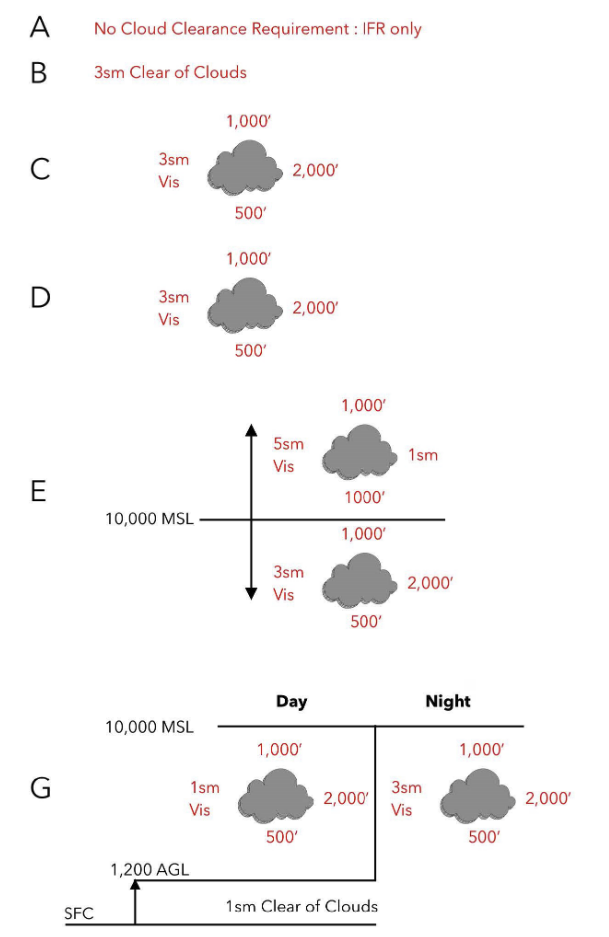 A No Cloud Clearance Requirement : IFR only
B 3sm Clear of Clouds
C
1,000'
3sm
Vis
2,000'
500'
D
1,000'
3sm
Vis
2,000'
500'
E
1,000'
5sm
Vis
1sm
1000'
10,000 MSL
1,000'
3sm
Vis
2,000'
500'
G
Day Night
10,000 MSL
1,000'
1sm
Vis
2,000'
500'
1,000'
3sm
Vis
2,000'
500'
1,200 AGL
SFC
1sm Clear of Clouds